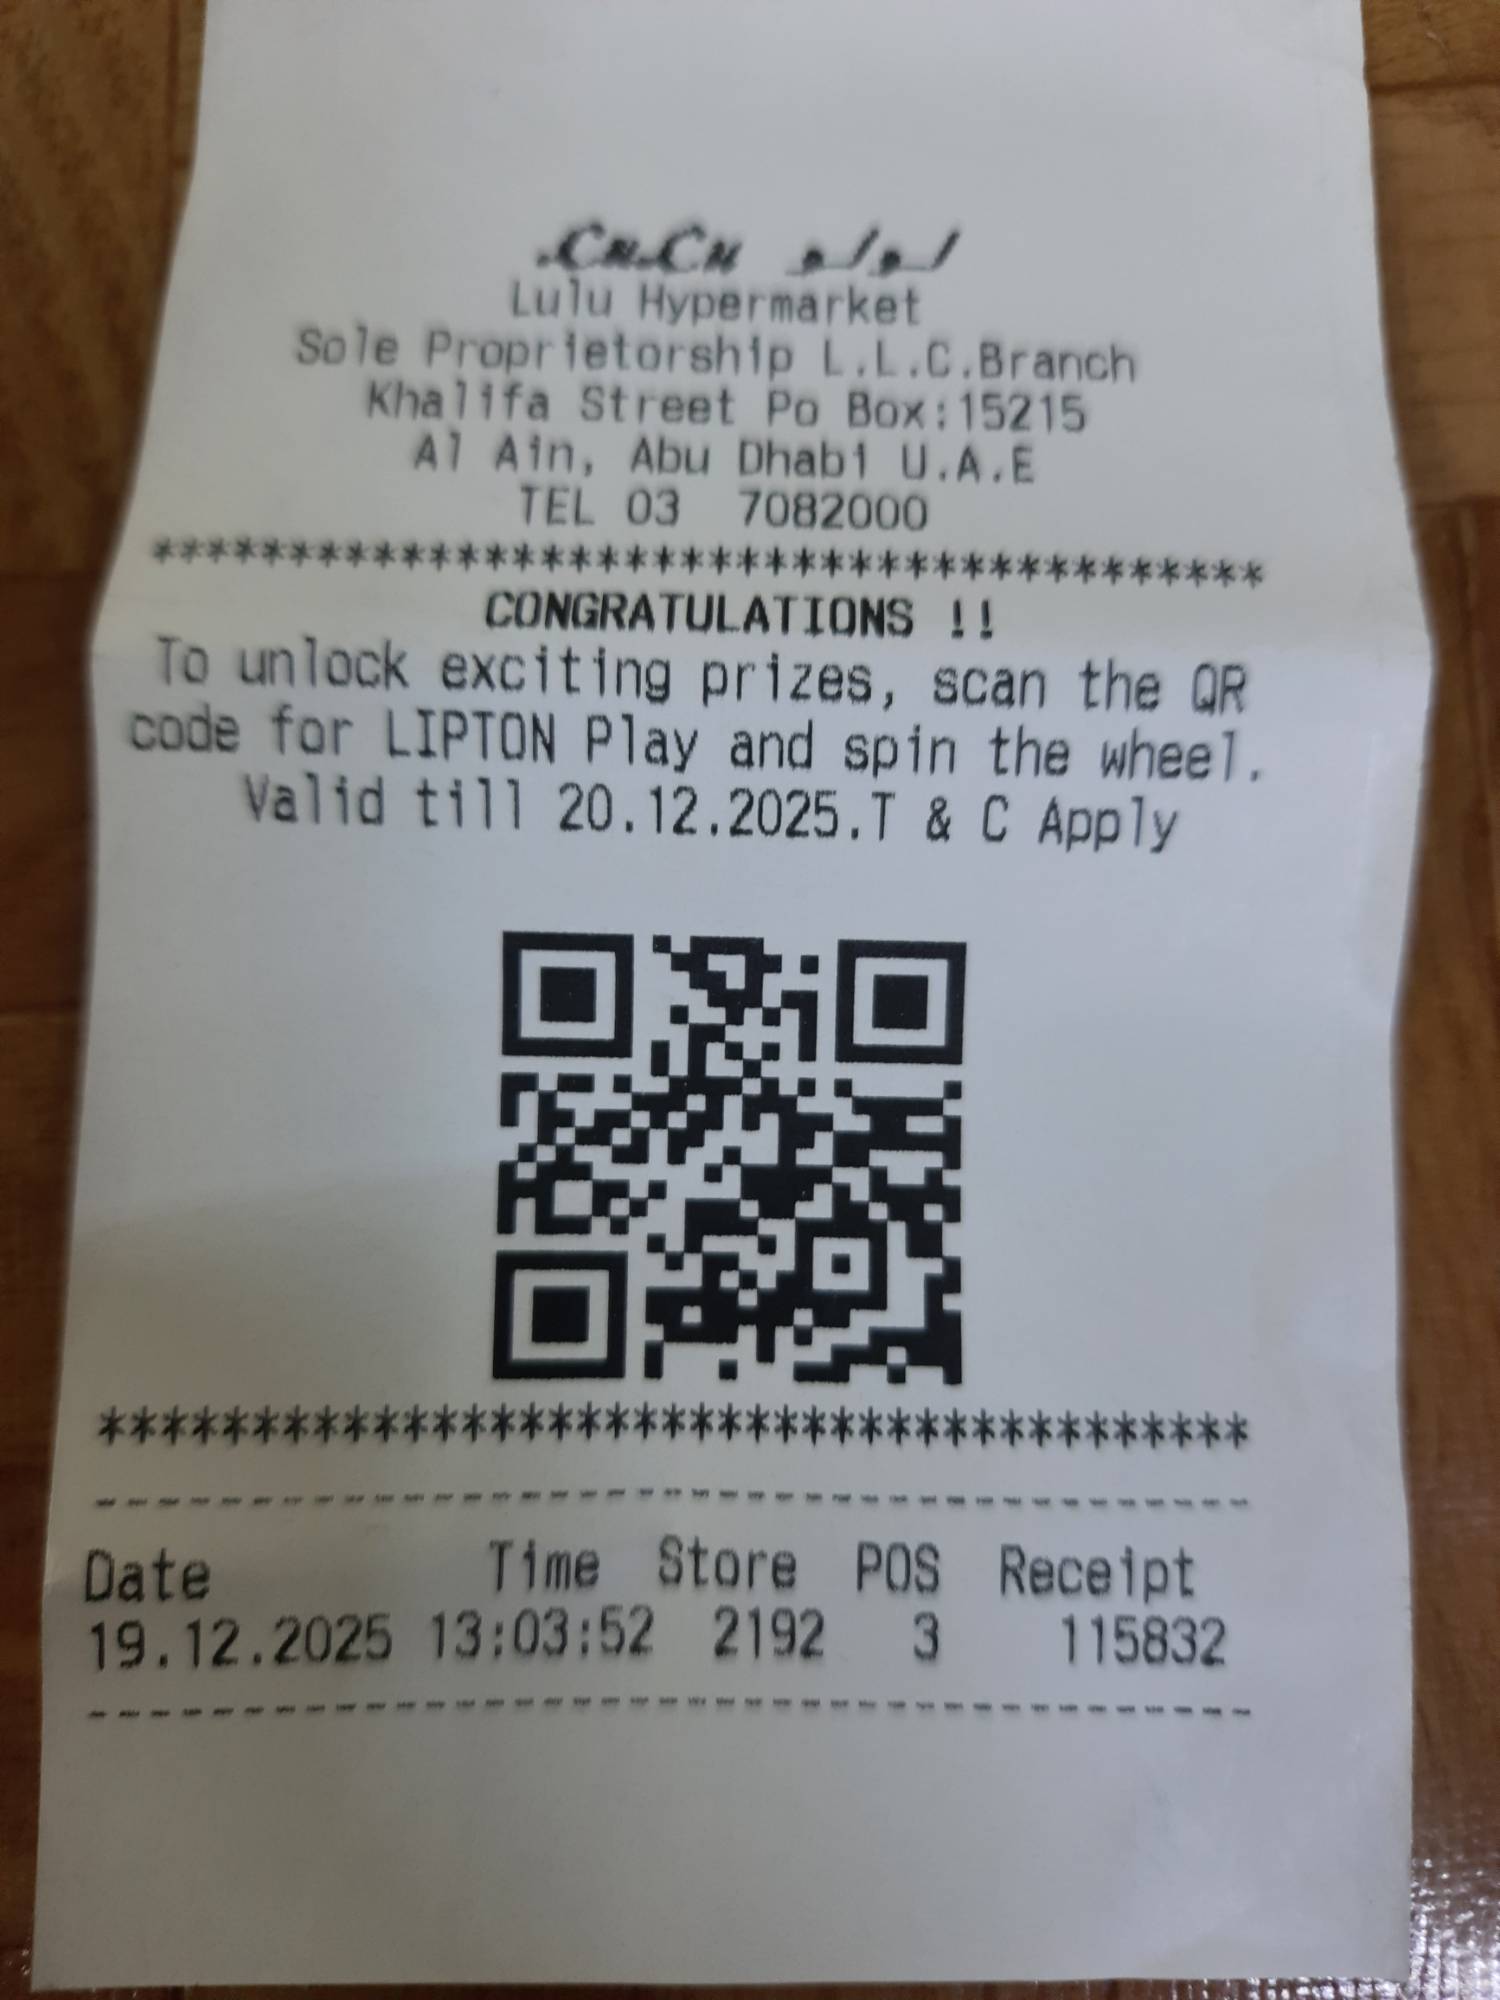 LuLu لولو
Lulu Hypermarket
Sole Proprietorship L.L.C.Branch
Khalifa Street Po Box:15215
Al Ain, Abu Dhabi U.A.E
TEL 03  7082000
****************************************
CONGRATULATIONS !!
To unlock exciting prizes, scan the QR
code for LIPTON Play and spin the wheel.
Valid till 20.12.2025.T & C Apply
****************************************
----------------------------------------
Date Time Store POS Receipt
19.12.2025 13:03:52 2192 3 115832
----------------------------------------